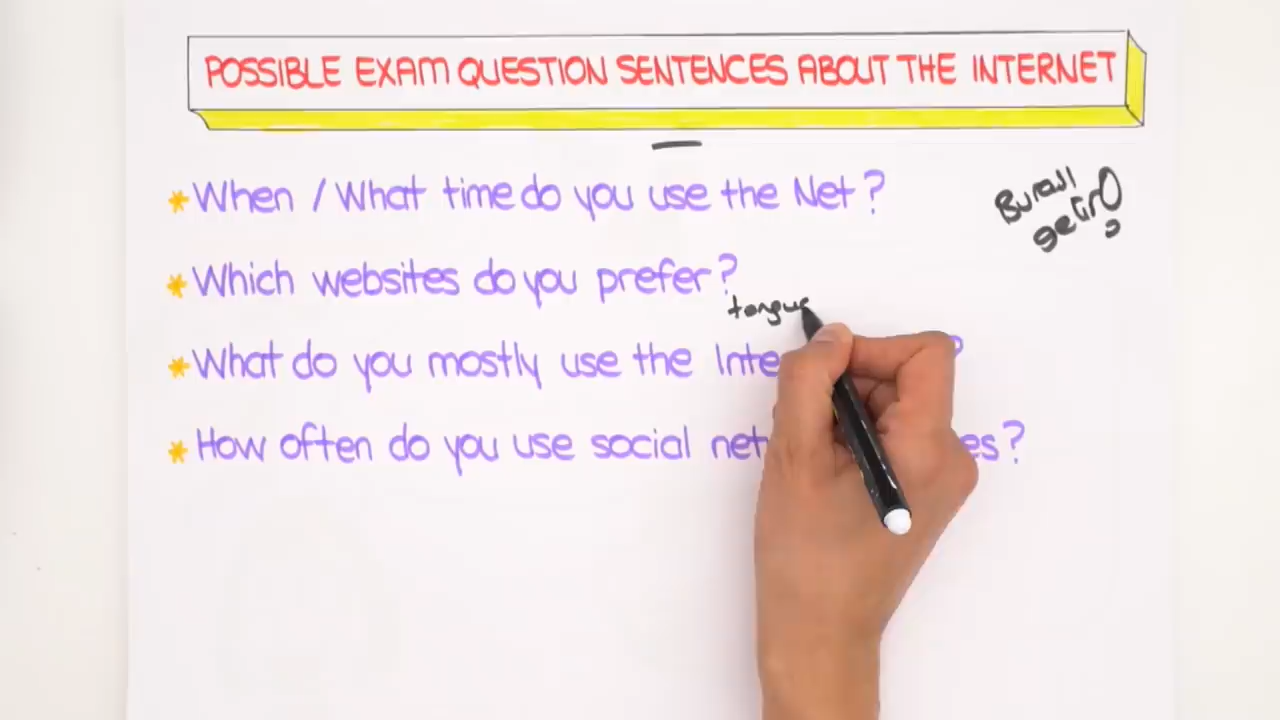 POSSIBLE EXAM QUESTION SENTENCES ABOUT THE INTERNET
When / What time do you use the Net?
Which websites do you prefer?
What do you mostly use the Inte ?
How often do you use social net es?